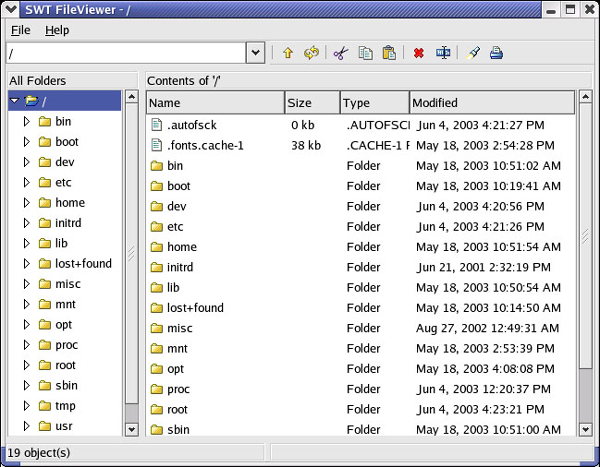 SWT FileViewer - /
File Help
/
All Folders
/
bin
boot
dev
etc
home
initrd
lib
lost+found
misc
mnt
opt
proc
root
sbin
tmp
usr
Contents of '/'
Name Size Type Modified
.autofsck 0 kb .AUTOFSCK Jun 4, 2003 4:21:27 PM
.fonts.cache-1 38 kb .CACHE-1 F May 18, 2003 2:54:28 PM
bin Folder May 18, 2003 10:51:02 AM
boot Folder May 18, 2003 10:19:41 AM
dev Folder Jun 4, 2003 4:20:56 PM
etc Folder Jun 4, 2003 4:21:26 PM
home Folder May 18, 2003 10:51:54 AM
initrd Folder Jun 21, 2001 2:32:19 PM
lib Folder May 18, 2003 10:50:54 AM
lost+found Folder May 18, 2003 10:14:50 AM
misc Folder Aug 27, 2002 12:49:31 AM
mnt Folder May 18, 2003 2:53:39 PM
opt Folder May 18, 2003 4:08:08 PM
proc Folder Jun 4, 2003 12:20:37 PM
root Folder Jun 4, 2003 4:23:21 PM
sbin Folder May 18, 2003 10:51:00 AM
19 object(s)